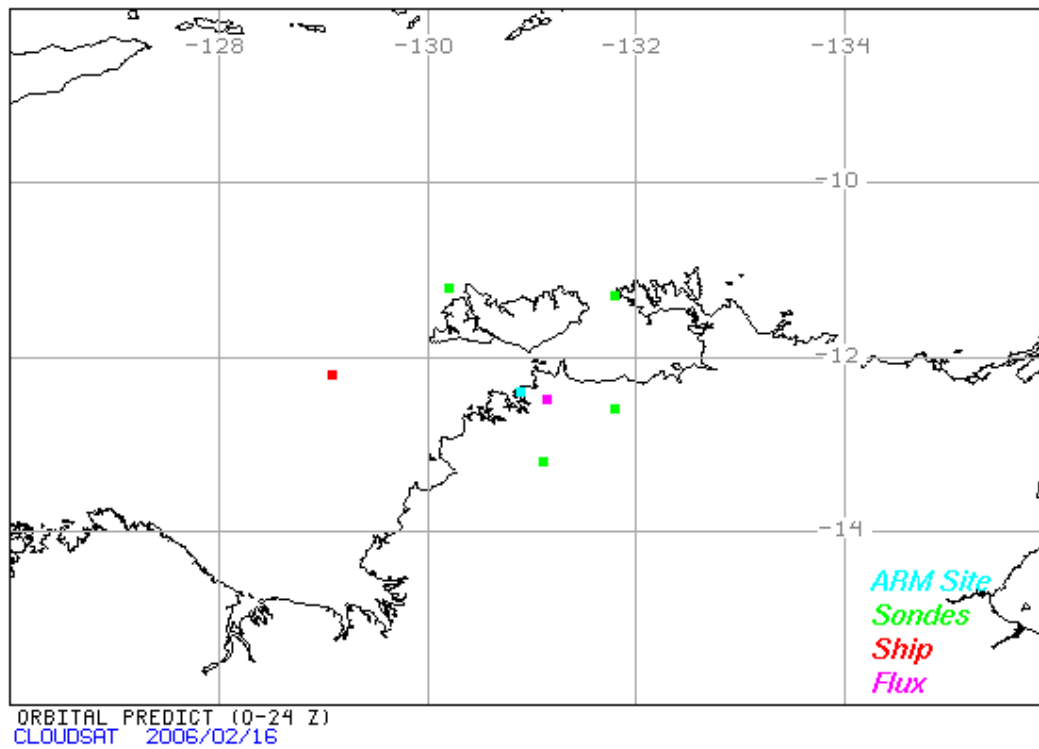 -128 -130 -132 -134
-10
-12
-14
ARM Site
Sondes
Ship
Flux
ORBITAL PREDICT (0-24 Z)
CLOUDSAT 2006/02/16